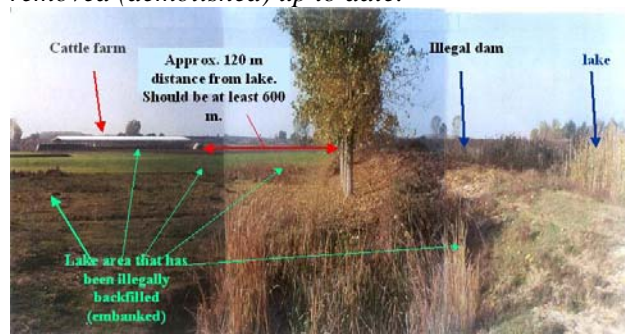 removed (demolished) up to date.
Cattle farm
Approx. 120 m
distance from lake.
Should be at least 600
m.
Illegal dam
lake
Lake area that has
been illegally
backfilled
(embanked)